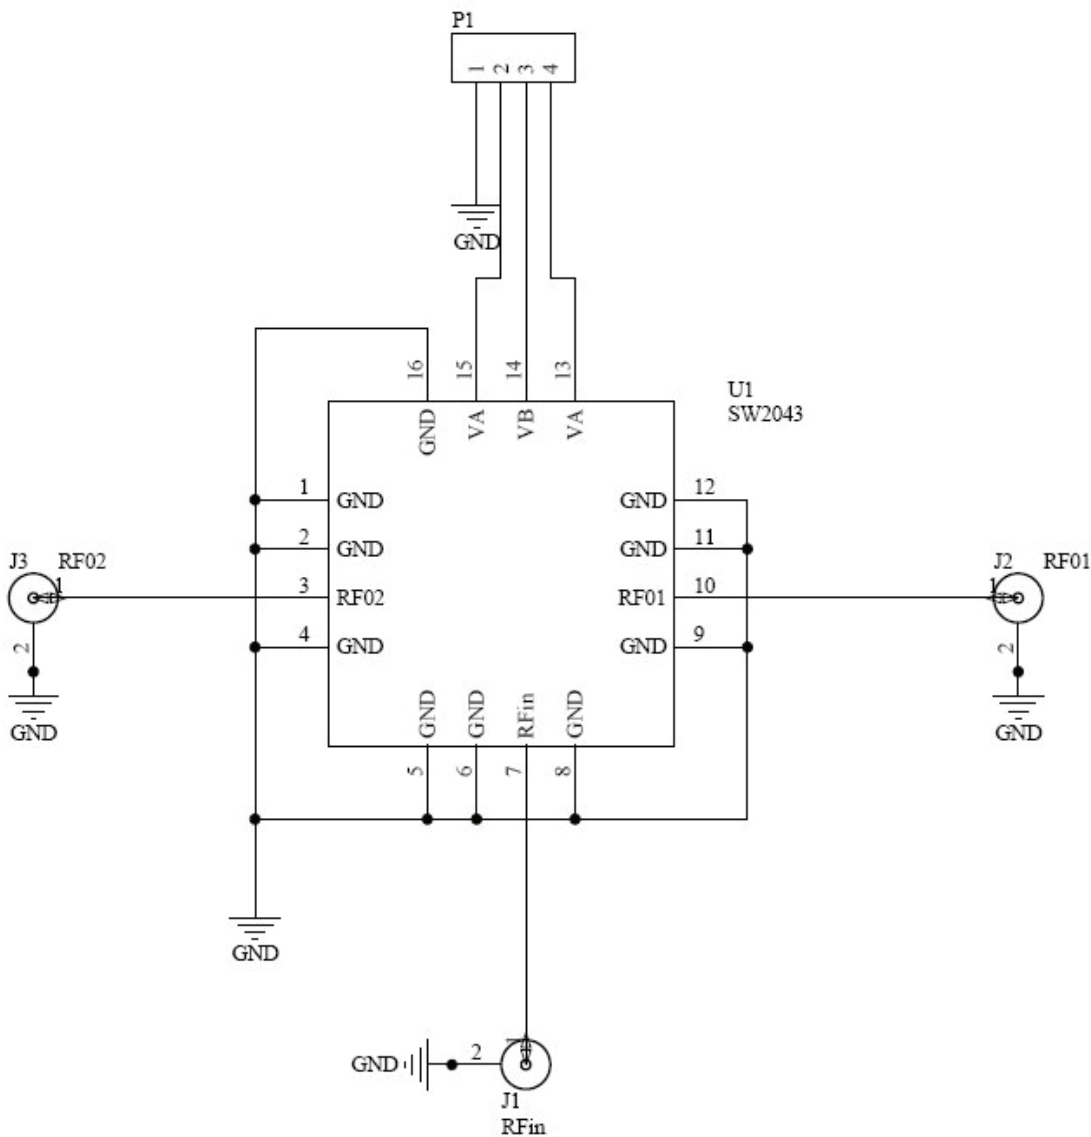 P1
1 2 3 4
GND
16 15 14 13
U1
SW2043
GND VA VB VA
1 GND GND 12
2 GND GND 11
J3 RF02 J2 RF01
1 3 RF02 RF01 10 1
2 4 GND GND 9 2
GND GND RFin GND
GND GND
5 6 7 8
GND
GND 2 1
J1
RFin